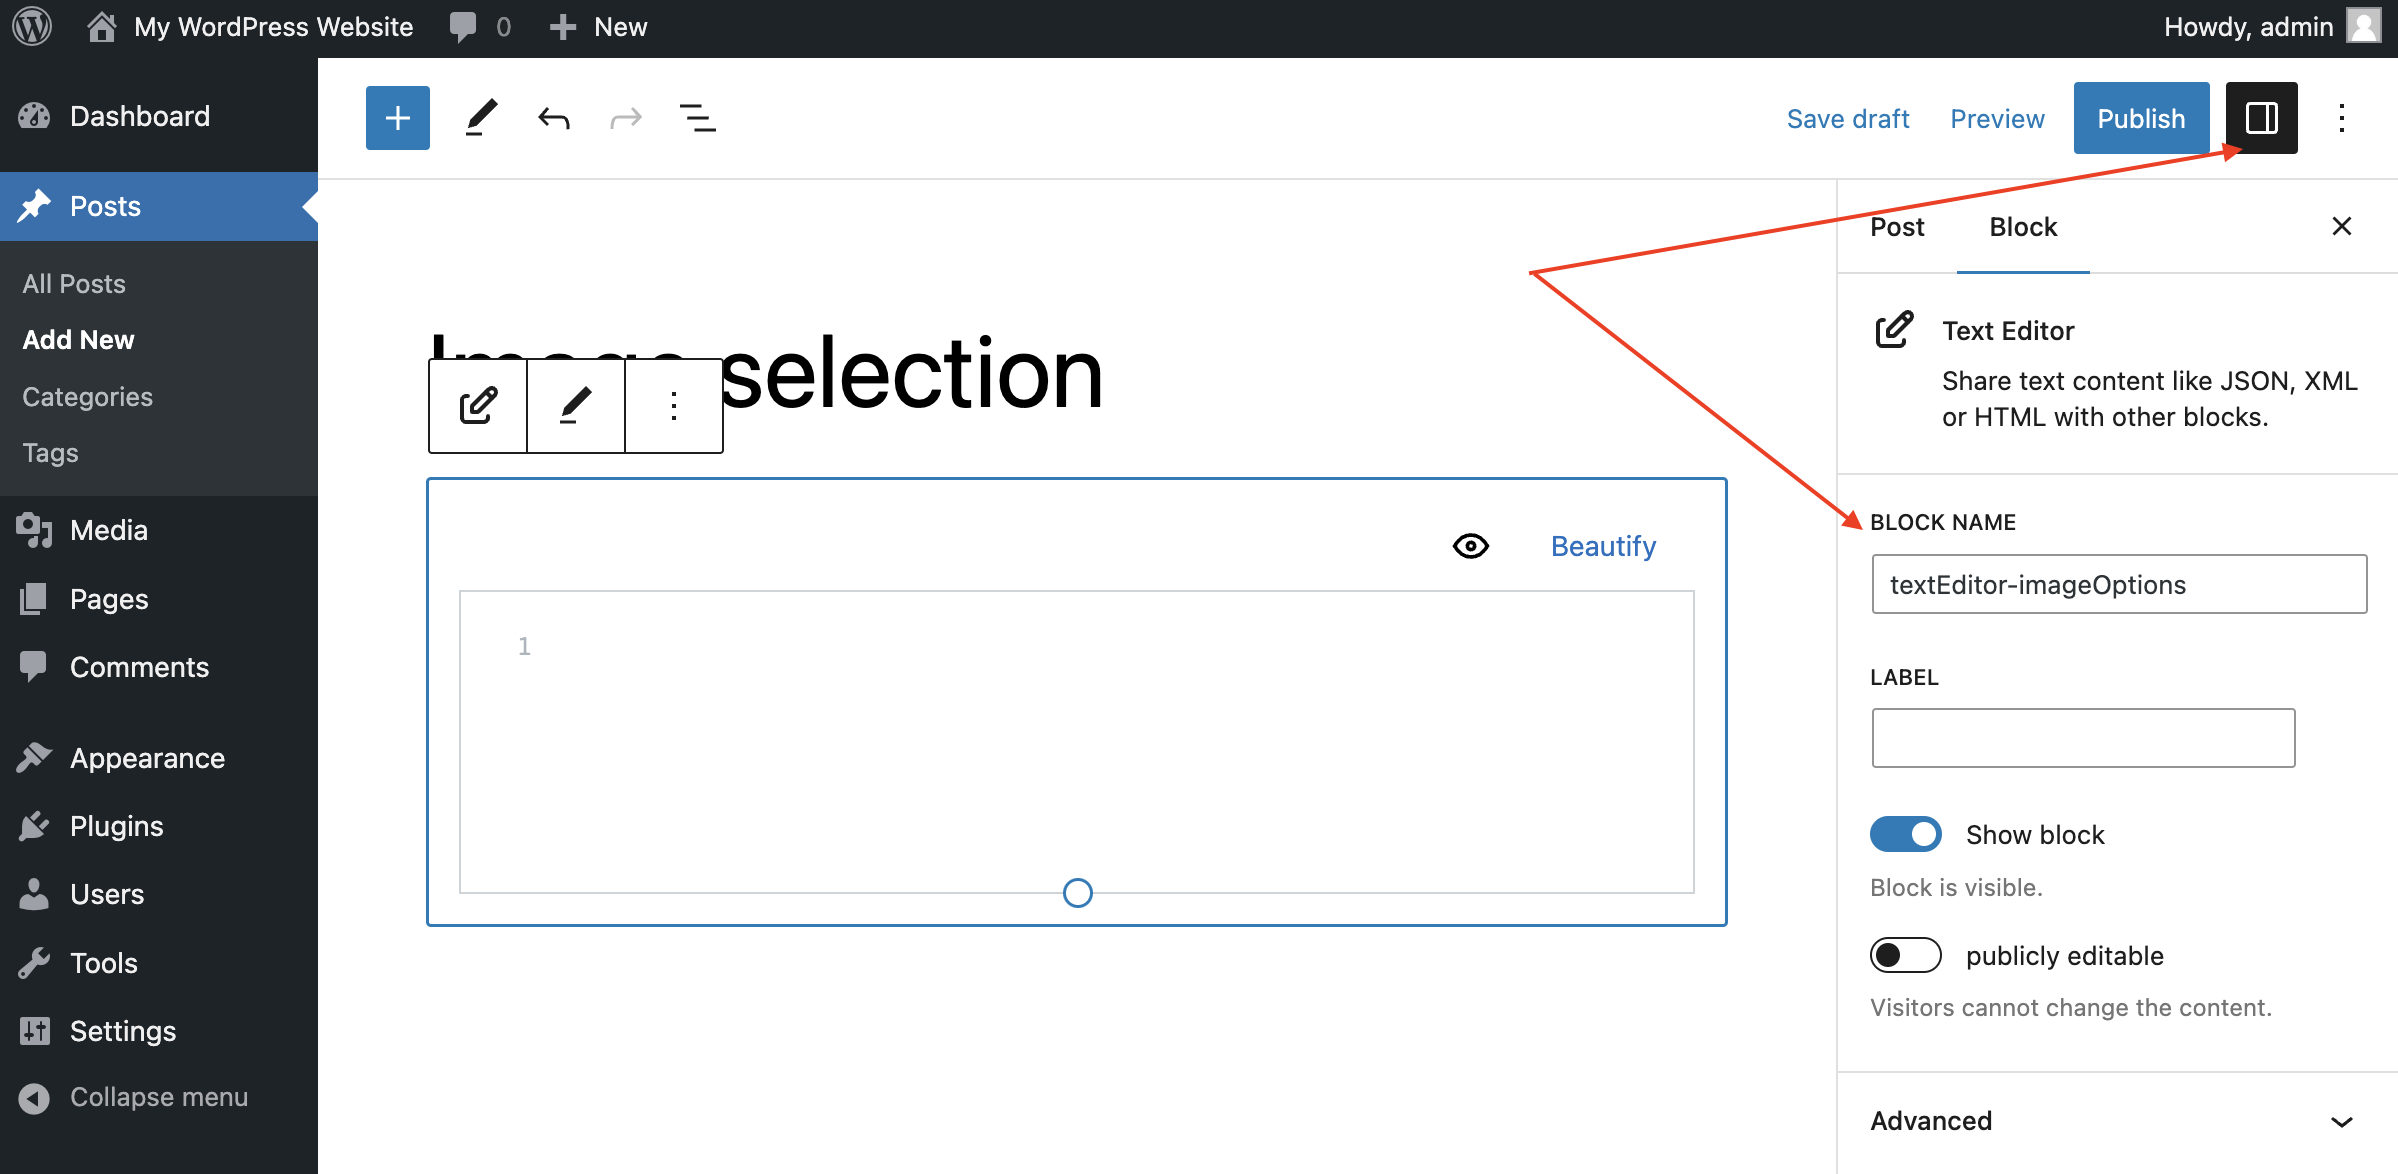 My WordPress Website 0 New Howdy, admin
Dashboard
Posts
All Posts
Add New
Categories
Tags
Media
Pages
Comments
Appearance
Plugins
Users
Tools
Settings
Collapse menu
Save draft Preview Publish
Image selection
Beautify
1
Post Block
Text Editor
Share text content like JSON, XML
or HTML with other blocks.
BLOCK NAME
textEditor-imageOptions
LABEL
Show block
Block is visible.
publicly editable
Visitors cannot change the content.
Advanced